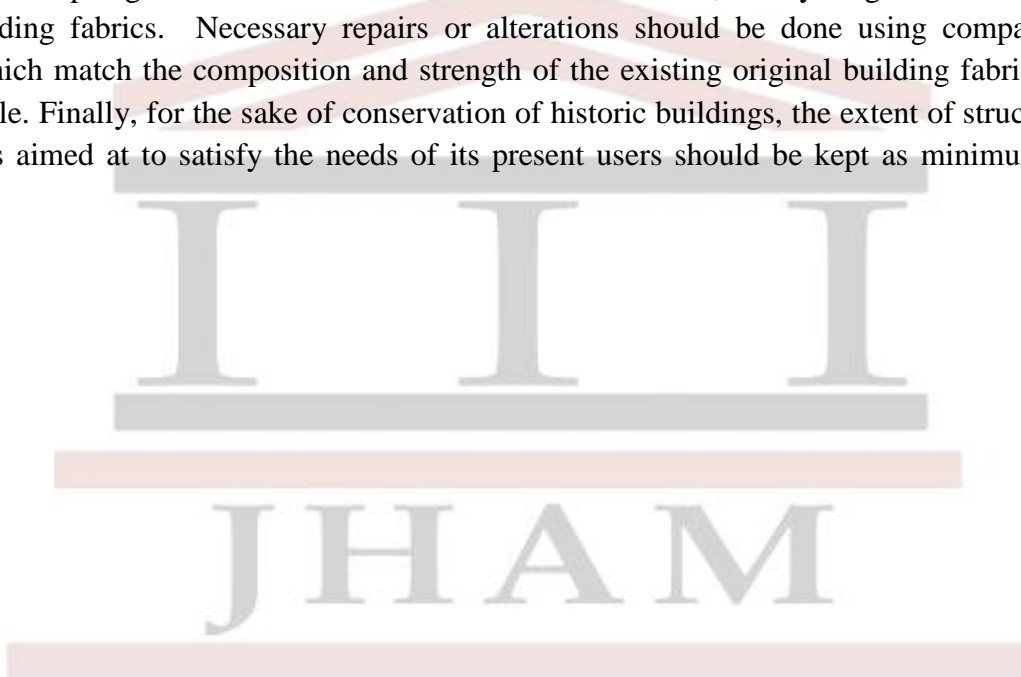 ding fabrics. Necessary repairs or alterations should be done using compa
hich match the composition and strength of the existing original building fabri
le. Finally, for the sake of conservation of historic buildings, the extent of struc
s aimed at to satisfy the needs of its present users should be kept as minimu
JHAM